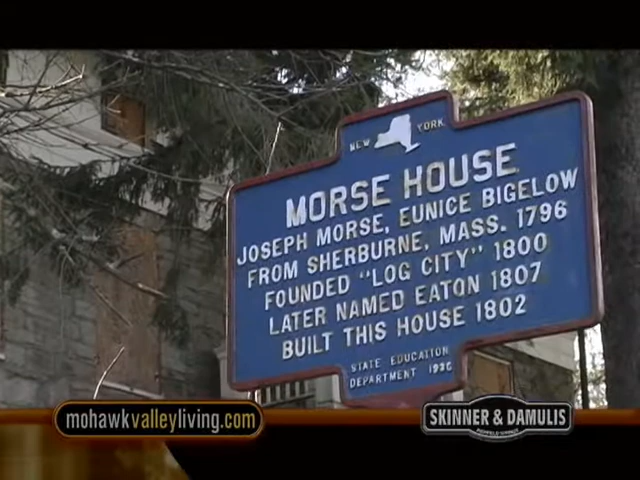 NEW YORK
MORSE HOUSE
JOSEPH MORSE, EUNICE BIGELOW
FROM SHERBURNE, MASS. 1796
FOUNDED "LOG CITY" 1800
LATER NAMED EATON 1807
BUILT THIS HOUSE 1802
STATE EDUCATION
DEPARTMENT 1936
mohawkvalleyliving.com
SKINNER & DAMULIS